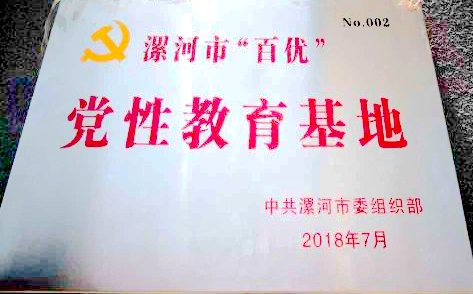 No.002
漯河市“百优”
党性教育基地
中共漯河市委组织部
2018年7月